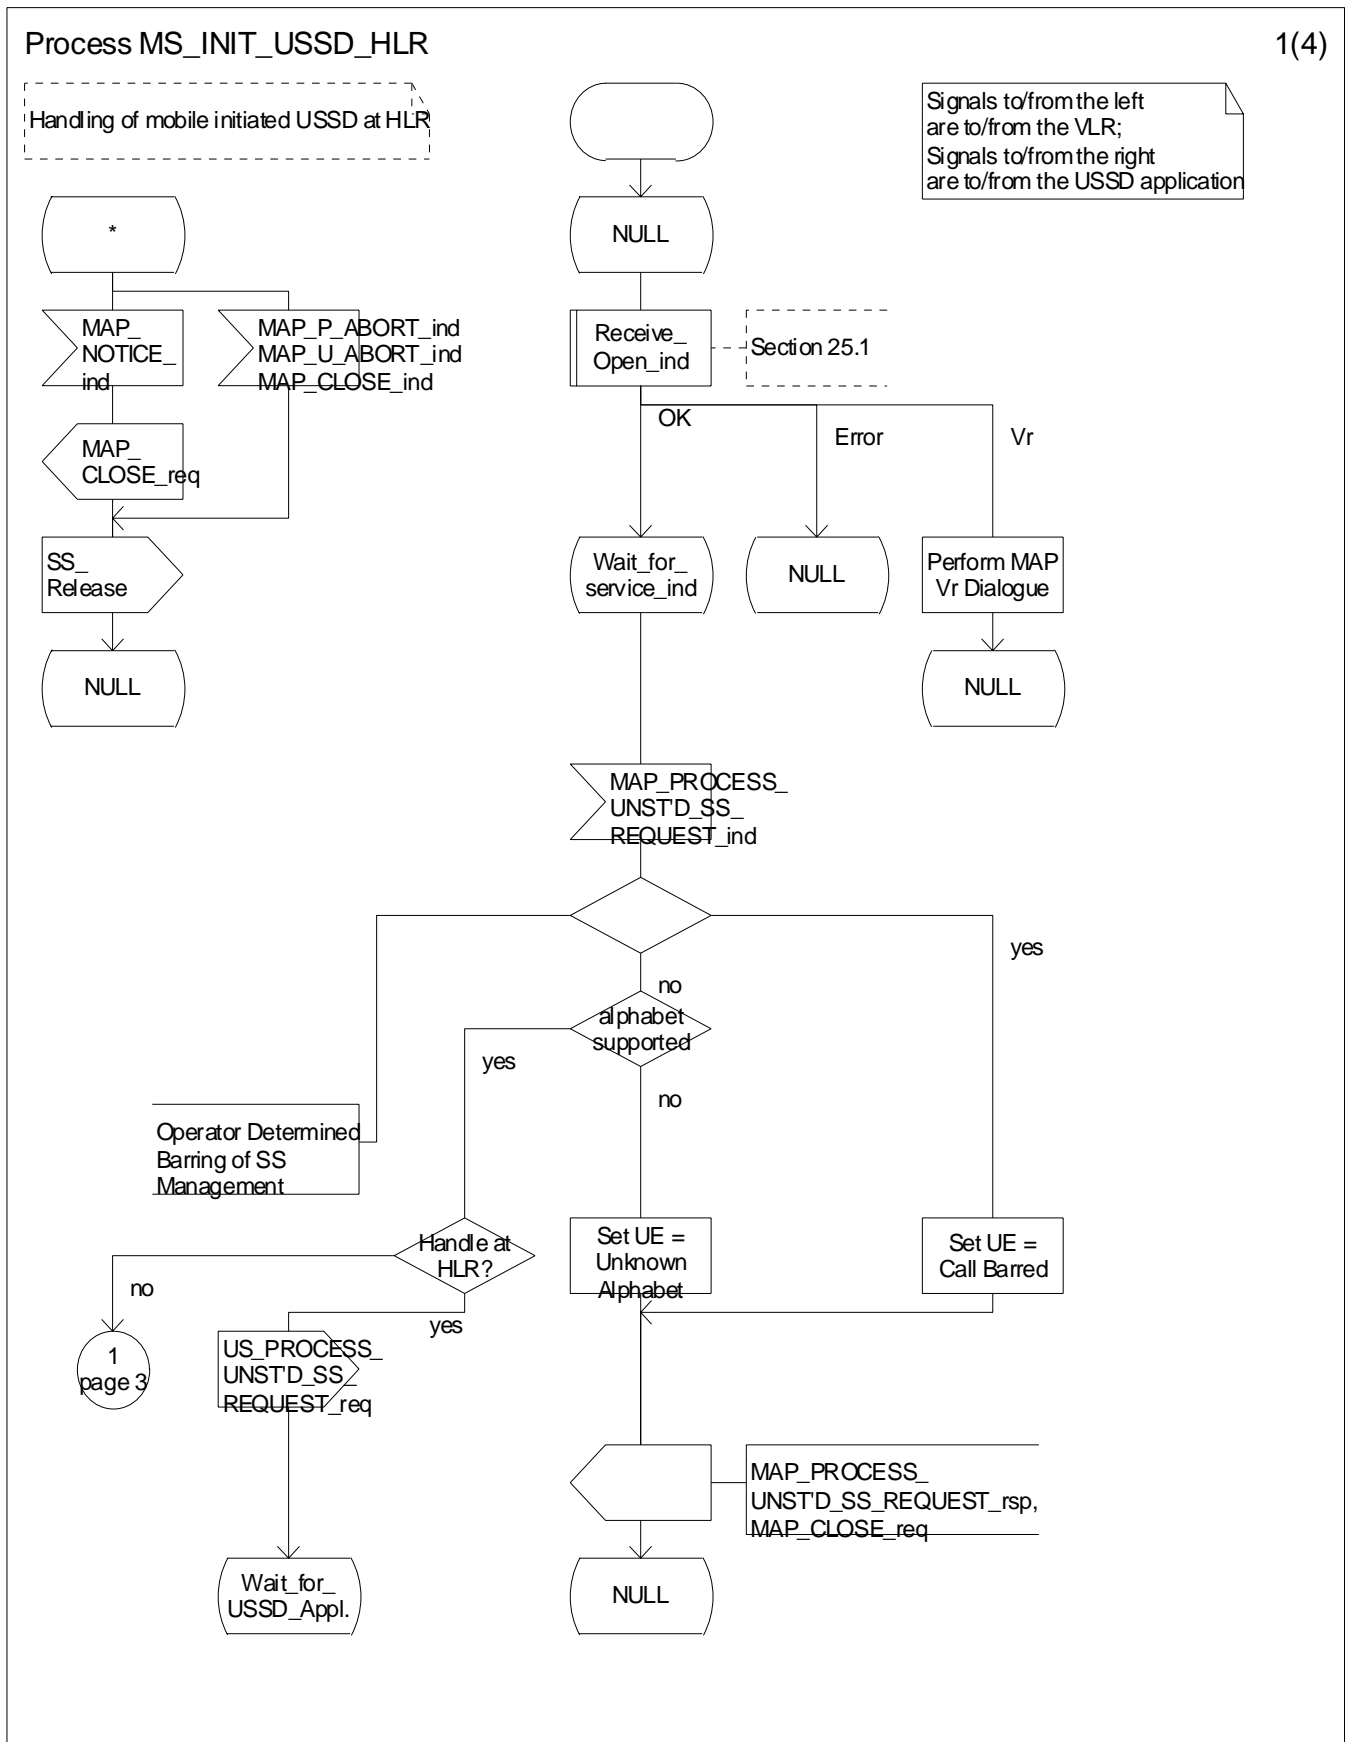 Process MS_INIT_USSD_HLR
1(4)
Handling of mobile initiated USSD at HLR
Signals to/from the left
are to/from the VLR;
Signals to/from the right
are to/from the USSD application
*
NULL
MAP_
NOTICE_
ind
MAP_P_ABORT_ind
MAP_U_ABORT_ind
MAP_CLOSE_ind
Receive_
Open_ind
Section 25.1
OK
Error
Vr
MAP_
CLOSE_req
SS_
Release
Wait_for_
service_ind
NULL
Perform MAP
Vr Dialogue
NULL
NULL
MAP_PROCESS_
UNST'D_SS_
REQUEST_ind
yes
no
alphabet
supported
yes
no
Operator Determined
Barring of SS
Management
Handle at
HLR?
Set UE =
Unknown
Alphabet
Set UE =
Call Barred
no
yes
1
page 3
US_PROCESS_
UNST'D_SS_
REQUEST_req
MAP_PROCESS_
UNST'D_SS_REQUEST_rsp,
MAP_CLOSE_req
Wait_for_
USSD_Appl.
NULL